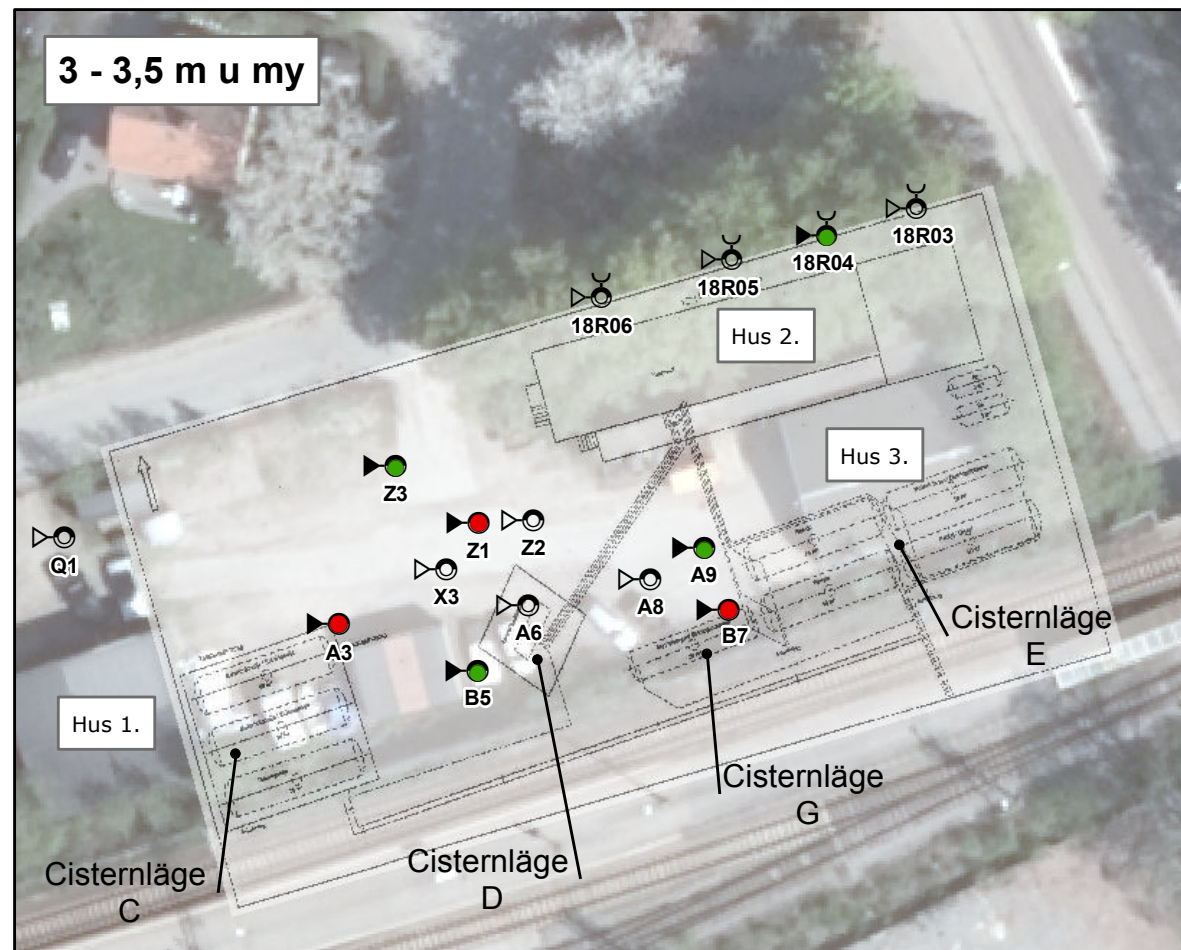 3 - 3,5 m u my
18R03
18R04
18R05
18R06
Hus 2.
Hus 3.
Z3
Z1
Z2
Q1
X3
A9
A8
A6
B7
A3
B5
Cisternläge
E
Hus 1.
Cisternläge
G
Cisternläge
D
Cisternläge
C